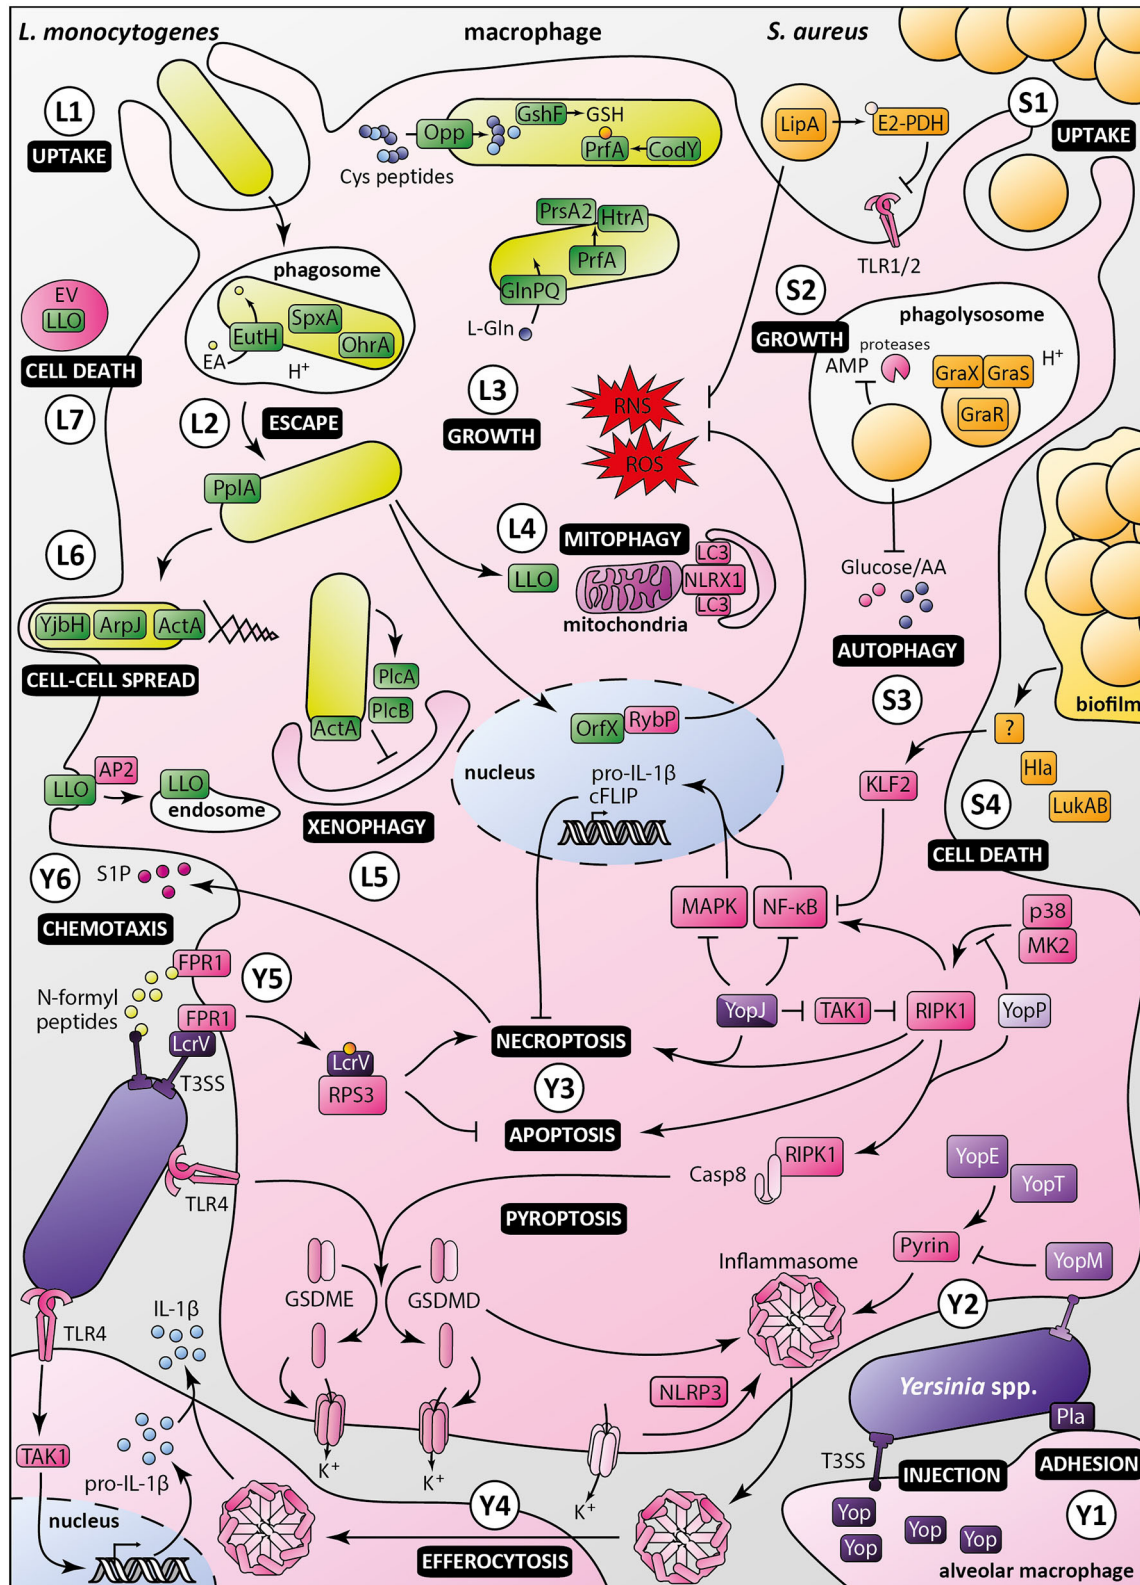 L. monocytogenes
macrophage
S. aureus
L1
UPTAKE
Opp
GshF
GSH
PrfA
CodY
Cys peptides
LipA
E2-PDH
S1
UPTAKE
TLR1/2
PrsA2
HtrA
PrfA
GlnPQ
L-Gln
phagosome
EutH
SpxA
OhrA
EA
H+
EV
LLO
CELL DEATH
L7
L2
ESCAPE
L3
GROWTH
RNS
ROS
S2
GROWTH
phagolysosome
proteases
AMP
GraX
GraS
H+
GraR
PplA
L4
MITOPHAGY
LLO
LC3
NLRX1
LC3
mitochondria
Glucose/AA
AUTOPHAGY
S3
L6
YjbH
ArpJ
ActA
CELL-CELL SPREAD
PlcA
PlcB
ActA
XENOPHAGY
L5
biofilm
?
Hla
LukAB
S4
CELL DEATH
KLF2
OrfX
RybP
nucleus
pro-IL-1β
cFLIP
LLO
AP2
LLO
endosome
Y6
S1P
CHEMOTAXIS
MAPK
NF-κB
p38
MK2
FPR1
Y5
N-formyl
peptides
FPR1
LcrV
T3SS
LcrV
RPS3
YopJ
TAK1
RIPK1
YopP
NECROPTOSIS
Y3
APOPTOSIS
Casp8
RIPK1
YopE
YopT
TLR4
PYROPTOSIS
Pyrin
YopM
Inflammasome
Y2
GSDME
GSDMD
IL-1β
TLR4
NLRP3
Yersinia spp.
Pla
TAK1
pro-IL-1β
K+
K+
K+
T3SS
INJECTION
ADHESION
Y1
nucleus
Y4
EFFEROCYTOSIS
Yop
Yop
Yop
Yop
alveolar macrophage